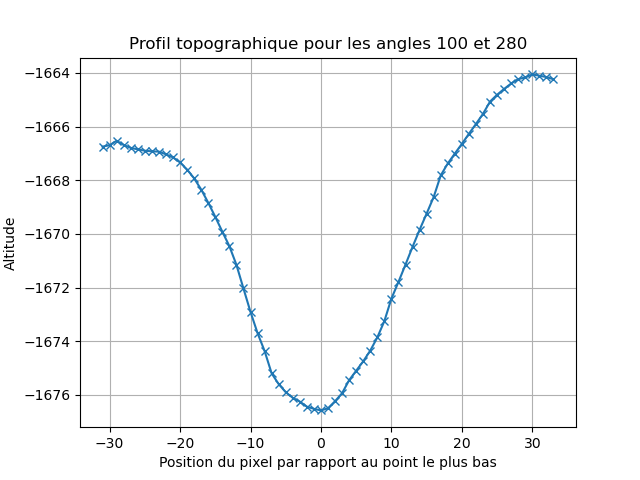 Profil topographique pour les angles 100 et 280
−1664
−1666
−1668
−1670
−1672
−1674
−1676
Altitude
−30 −20 −10 0 10 20 30
Position du pixel par rapport au point le plus bas